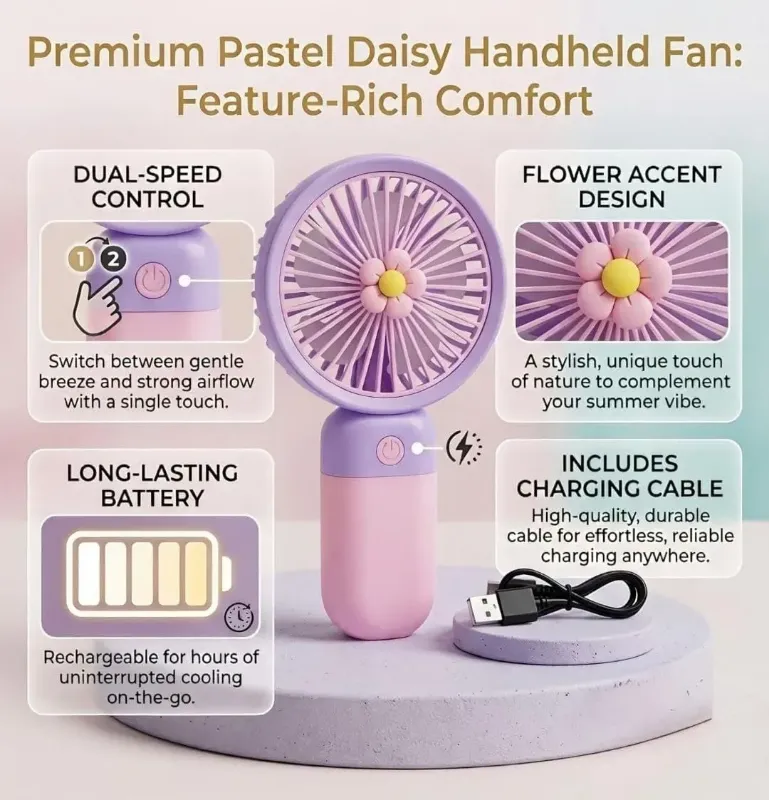 Premium Pastel Daisy Handheld Fan:
Feature-Rich Comfort
DUAL-SPEED
CONTROL
1 2
Switch between gentle
breeze and strong airflow
with a single touch.
FLOWER ACCENT
DESIGN
A stylish, unique touch
of nature to complement
your summer vibe.
LONG-LASTING
BATTERY
Rechargeable for hours of
uninterrupted cooling
on-the-go.
INCLUDES
CHARGING CABLE
High-quality, durable
cable for effortless, reliable
charging anywhere.